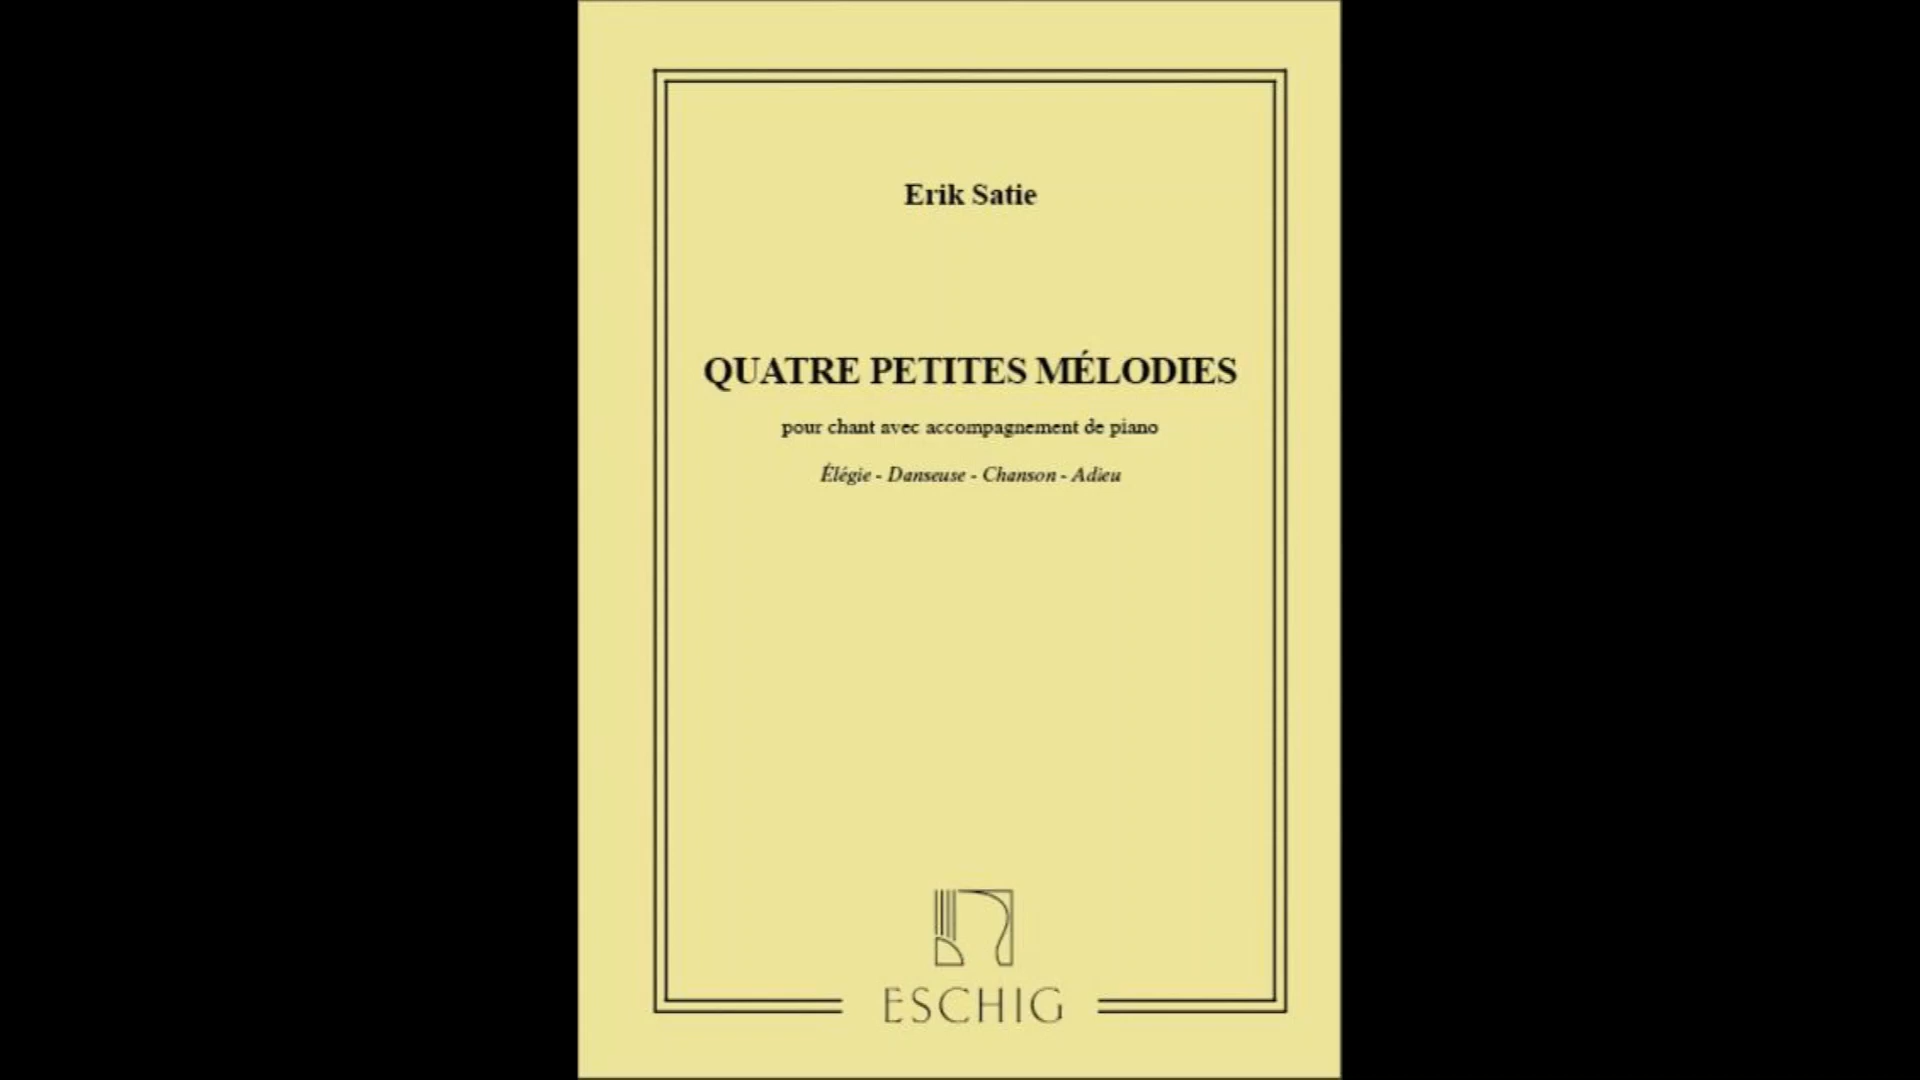 Erik Satie
QUATRE PETITES MÉLODIES
pour chant avec accompagnement de piano
Élégie - Danseuse - Chanson - Adieu
ESCHIG